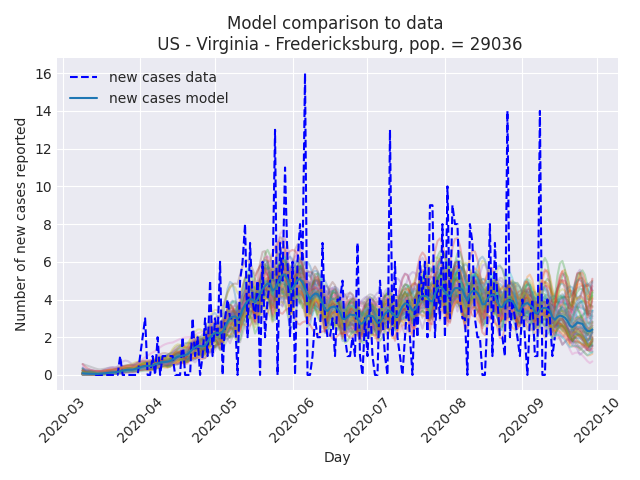 Model comparison to data
US - Virginia - Fredericksburg, pop. = 29036
new cases data
new cases model
Number of new cases reported
16
14
12
10
8
6
4
2
0
2020-03
2020-04
2020-05
2020-06
2020-07
2020-08
2020-09
2020-10
Day